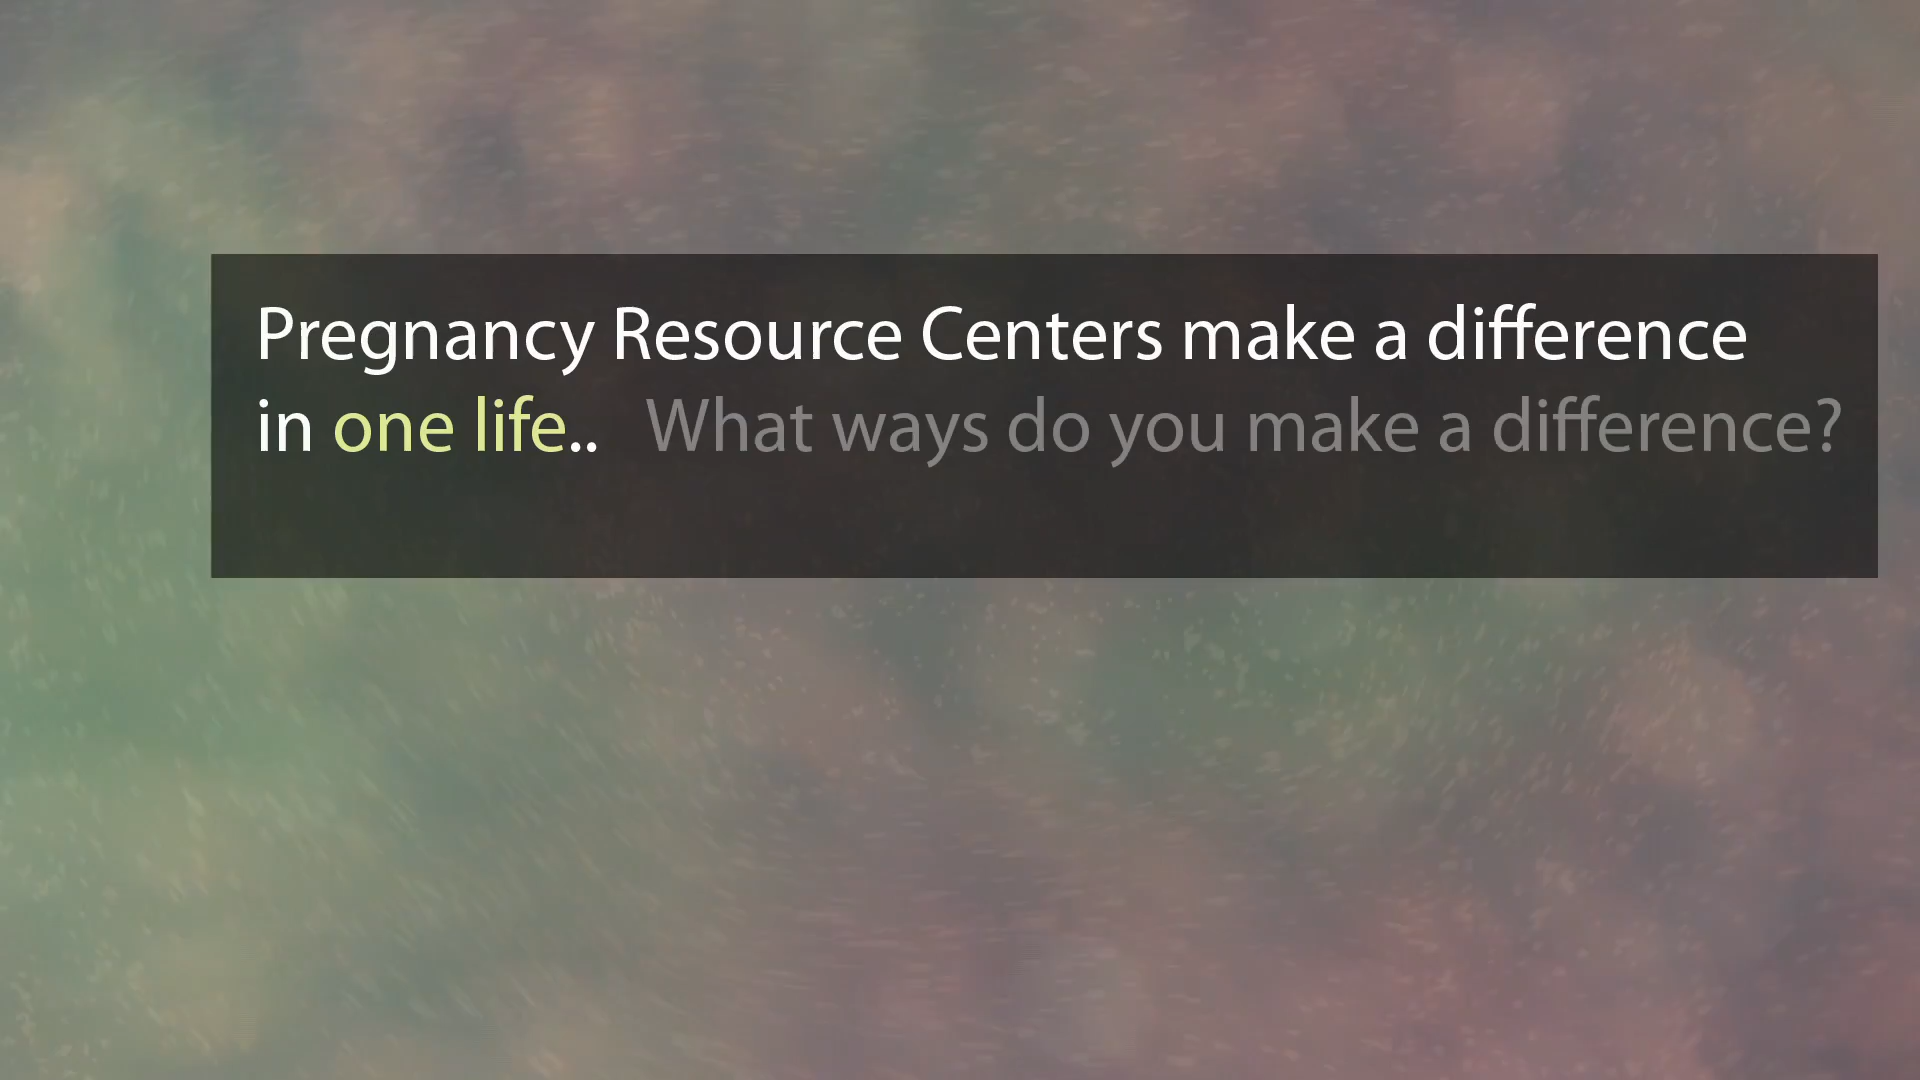 Pregnancy Resource Centers make a difference
in one life.. What ways do you make a difference?